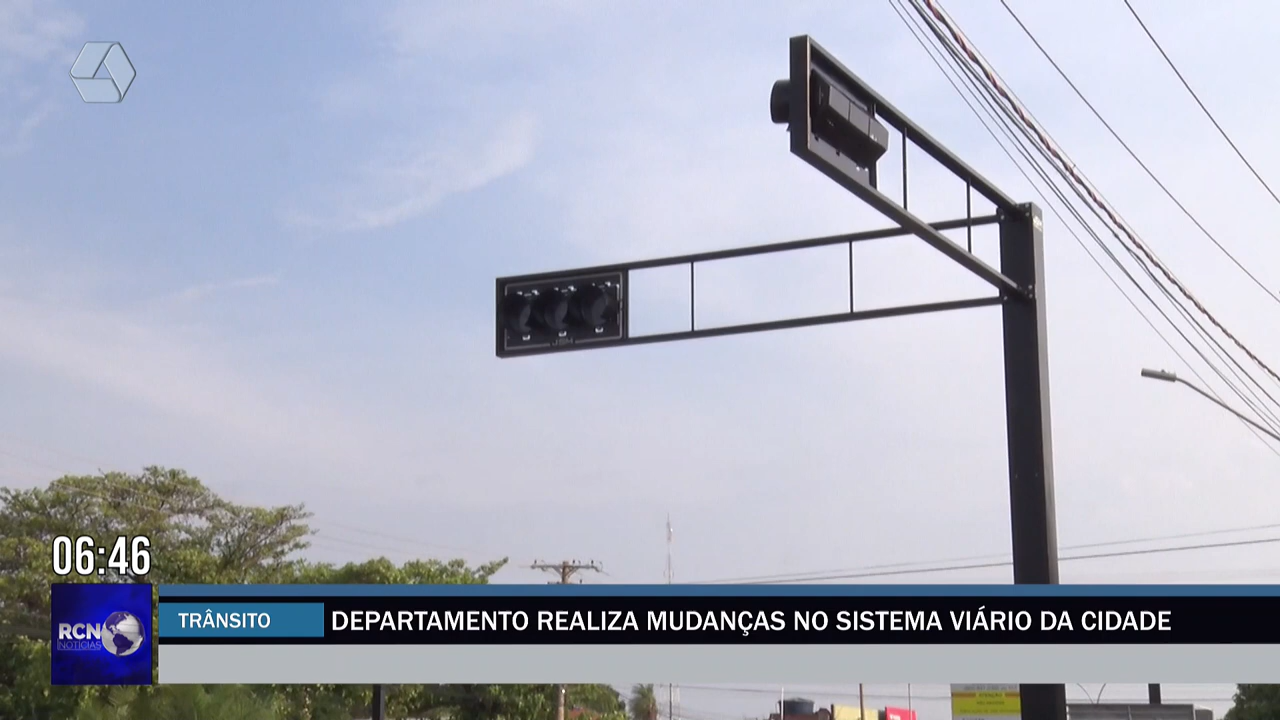 06:46
RCN
NOTÍCIAS
TRÂNSITO
DEPARTAMENTO REALIZA MUDANÇAS NO SISTEMA VIÁRIO DA CIDADE